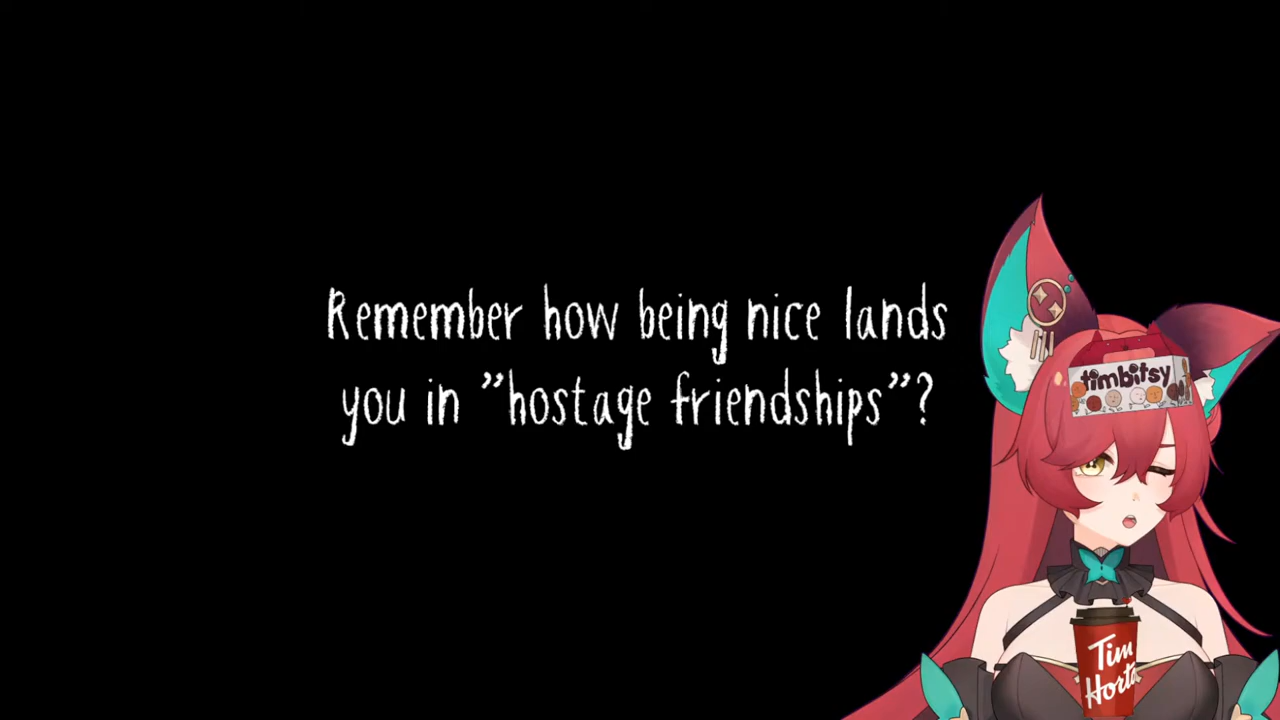 Remember how being nice lands
you in "hostage friendships"?
timbitsy
Tim
Horto